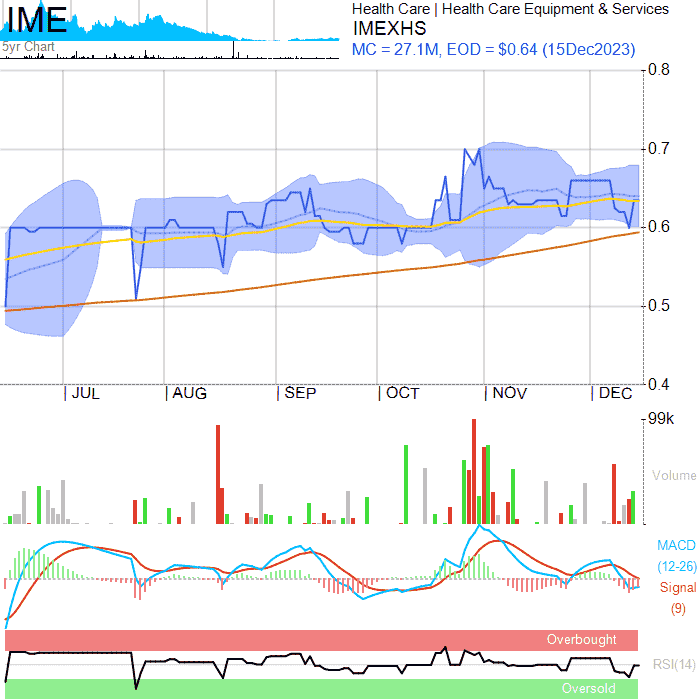 IME
5yr Chart
Health Care | Health Care Equipment & Services
IMEXHS
MC = 27.1M, EOD = $0.64 (15Dec2023)
0.8
0.7
0.6
0.5
0.4
JUL AUG SEP OCT NOV DEC
99k
Volume
MACD
(12-26)
Signal
(9)
Overbought
RSI(14)
Oversold